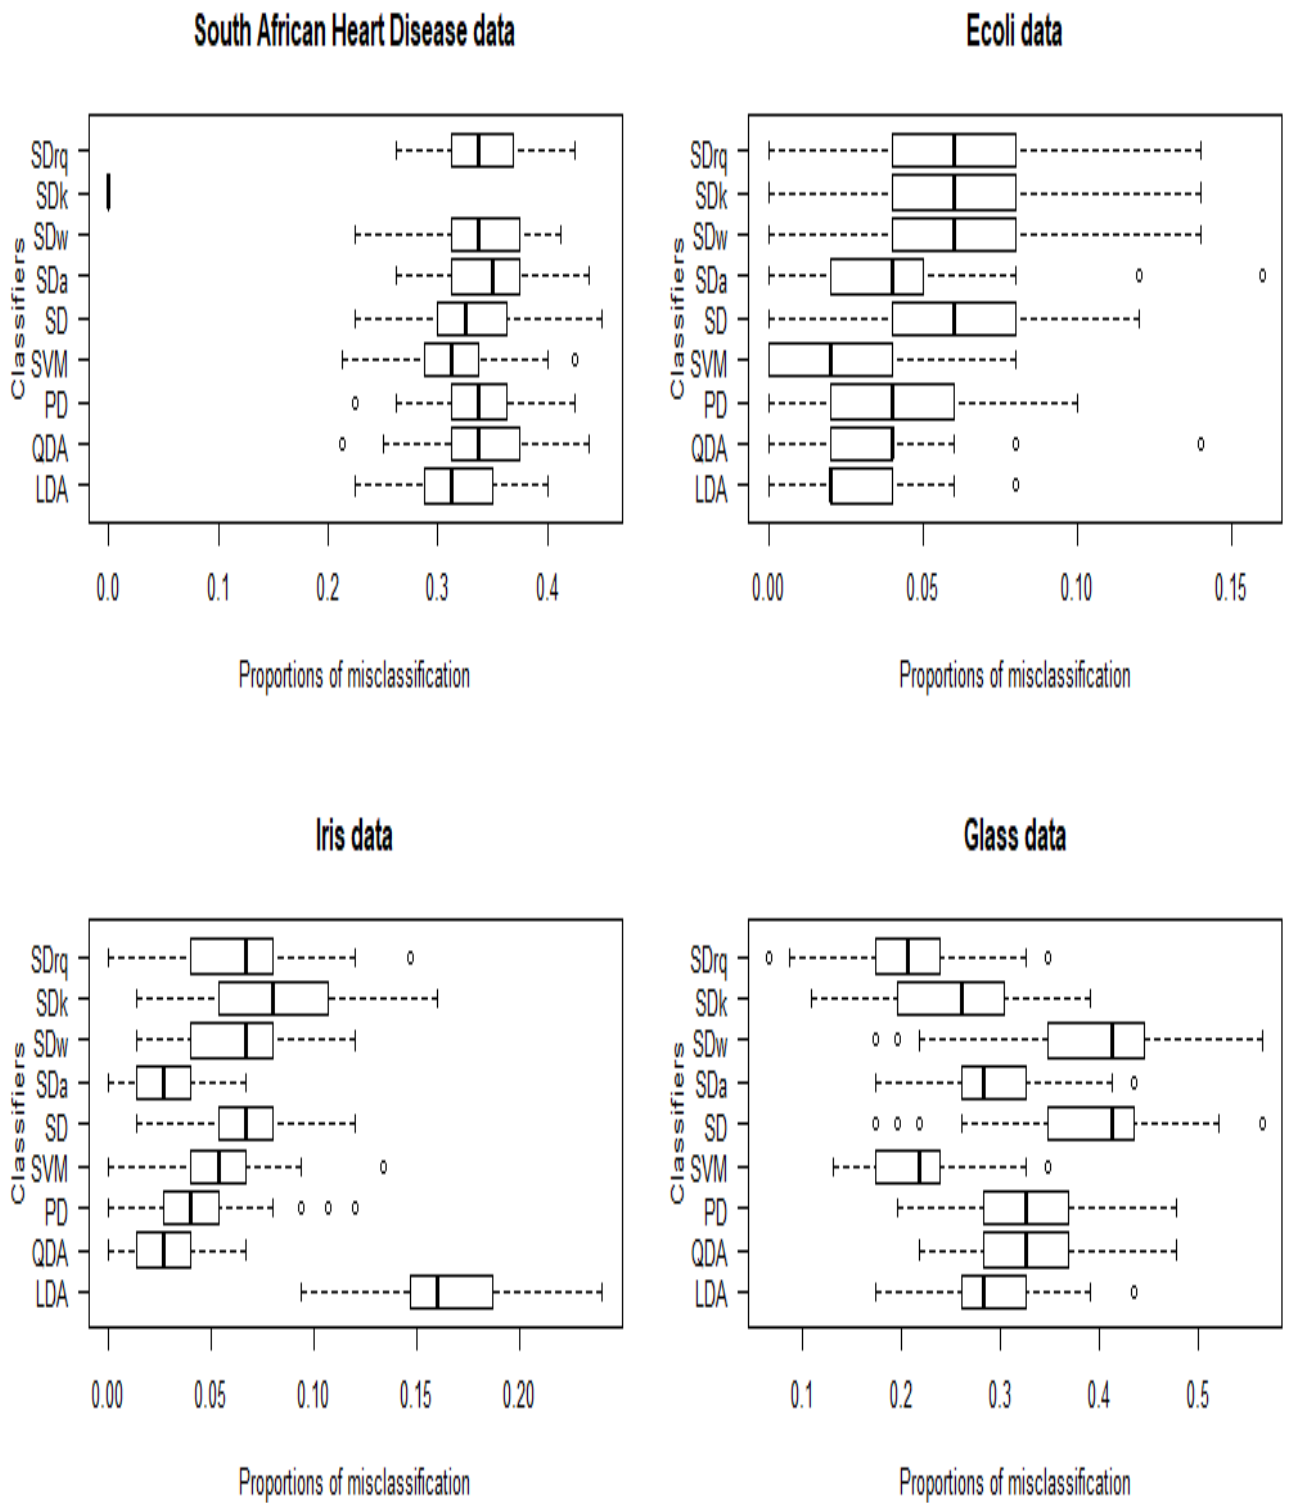 South African Heart Disease data
Classifiers
SDrq
SDk
SDw
SDa
SD
SVM
PD
QDA
LDA
0.0 0.1 0.2 0.3 0.4
Proportions of misclassification
Ecoli data
Classifiers
SDrq
SDk
SDw
SDa
SD
SVM
PD
QDA
LDA
0.00 0.05 0.10 0.15
Proportions of misclassification
Iris data
Classifiers
SDrq
SDk
SDw
SDa
SD
SVM
PD
QDA
LDA
0.00 0.05 0.10 0.15 0.20
Proportions of misclassification
Glass data
Classifiers
SDrq
SDk
SDw
SDa
SD
SVM
PD
QDA
LDA
0.1 0.2 0.3 0.4 0.5
Proportions of misclassification